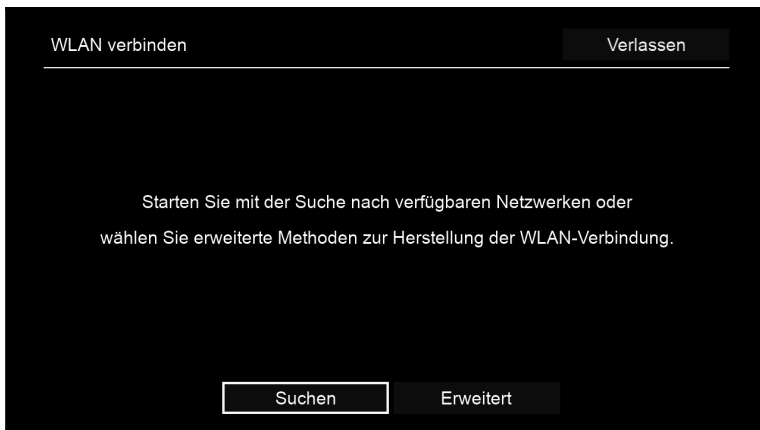 WLAN verbinden
Verlassen
Starten Sie mit der Suche nach verfügbaren Netzwerken oder
wählen Sie erweiterte Methoden zur Herstellung der WLAN-Verbindung.
Suchen
Erweitert